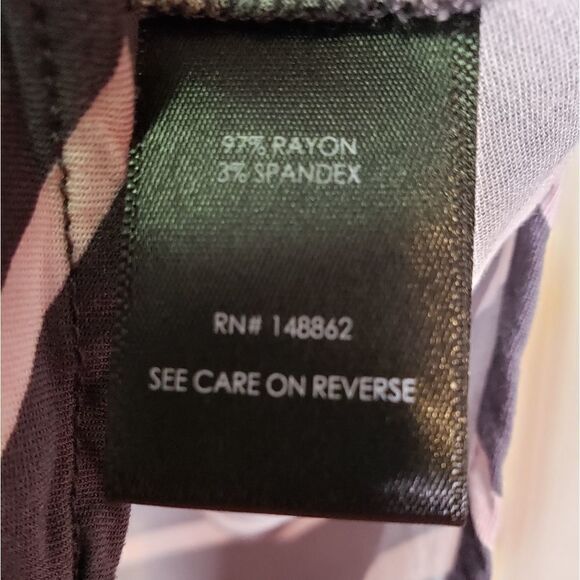 97% RAYON
3% SPANDEX
RN# 148862
SEE CARE ON REVERSE